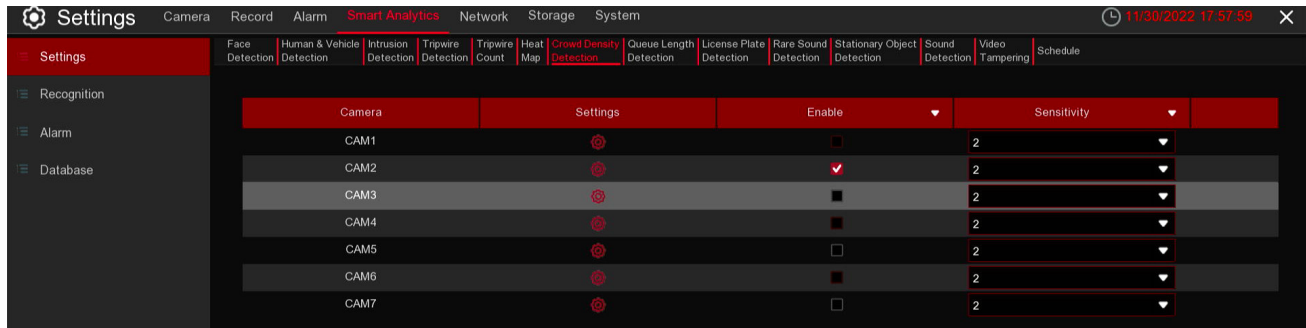 Settings Camera Record Alarm Smart Analytics Network Storage System 11/30/2022 17:57:59
Settings
Recognition
Alarm
Database
Face Detection Human & Vehicle Detection Intrusion Detection Tripwire Detection Tripwire Count Heat Map Crowd Density Detection Queue Length Detection License Plate Detection Rare Sound Detection Stationary Object Detection Sound Detection Video Tampering Schedule
Camera Settings Enable Sensitivity
CAM1 2
CAM2 2
CAM3 2
CAM4 2
CAM5 2
CAM6 2
CAM7 2